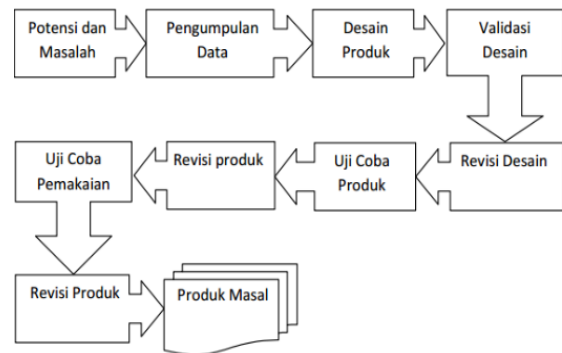 Potensi dan
Masalah
Pengumpulan
Data
Desain
Produk
Validasi
Desain
Revisi Desain
Uji Coba
Produk
Revisi produk
Uji Coba
Pemakaian
Revisi Produk
Produk Masal